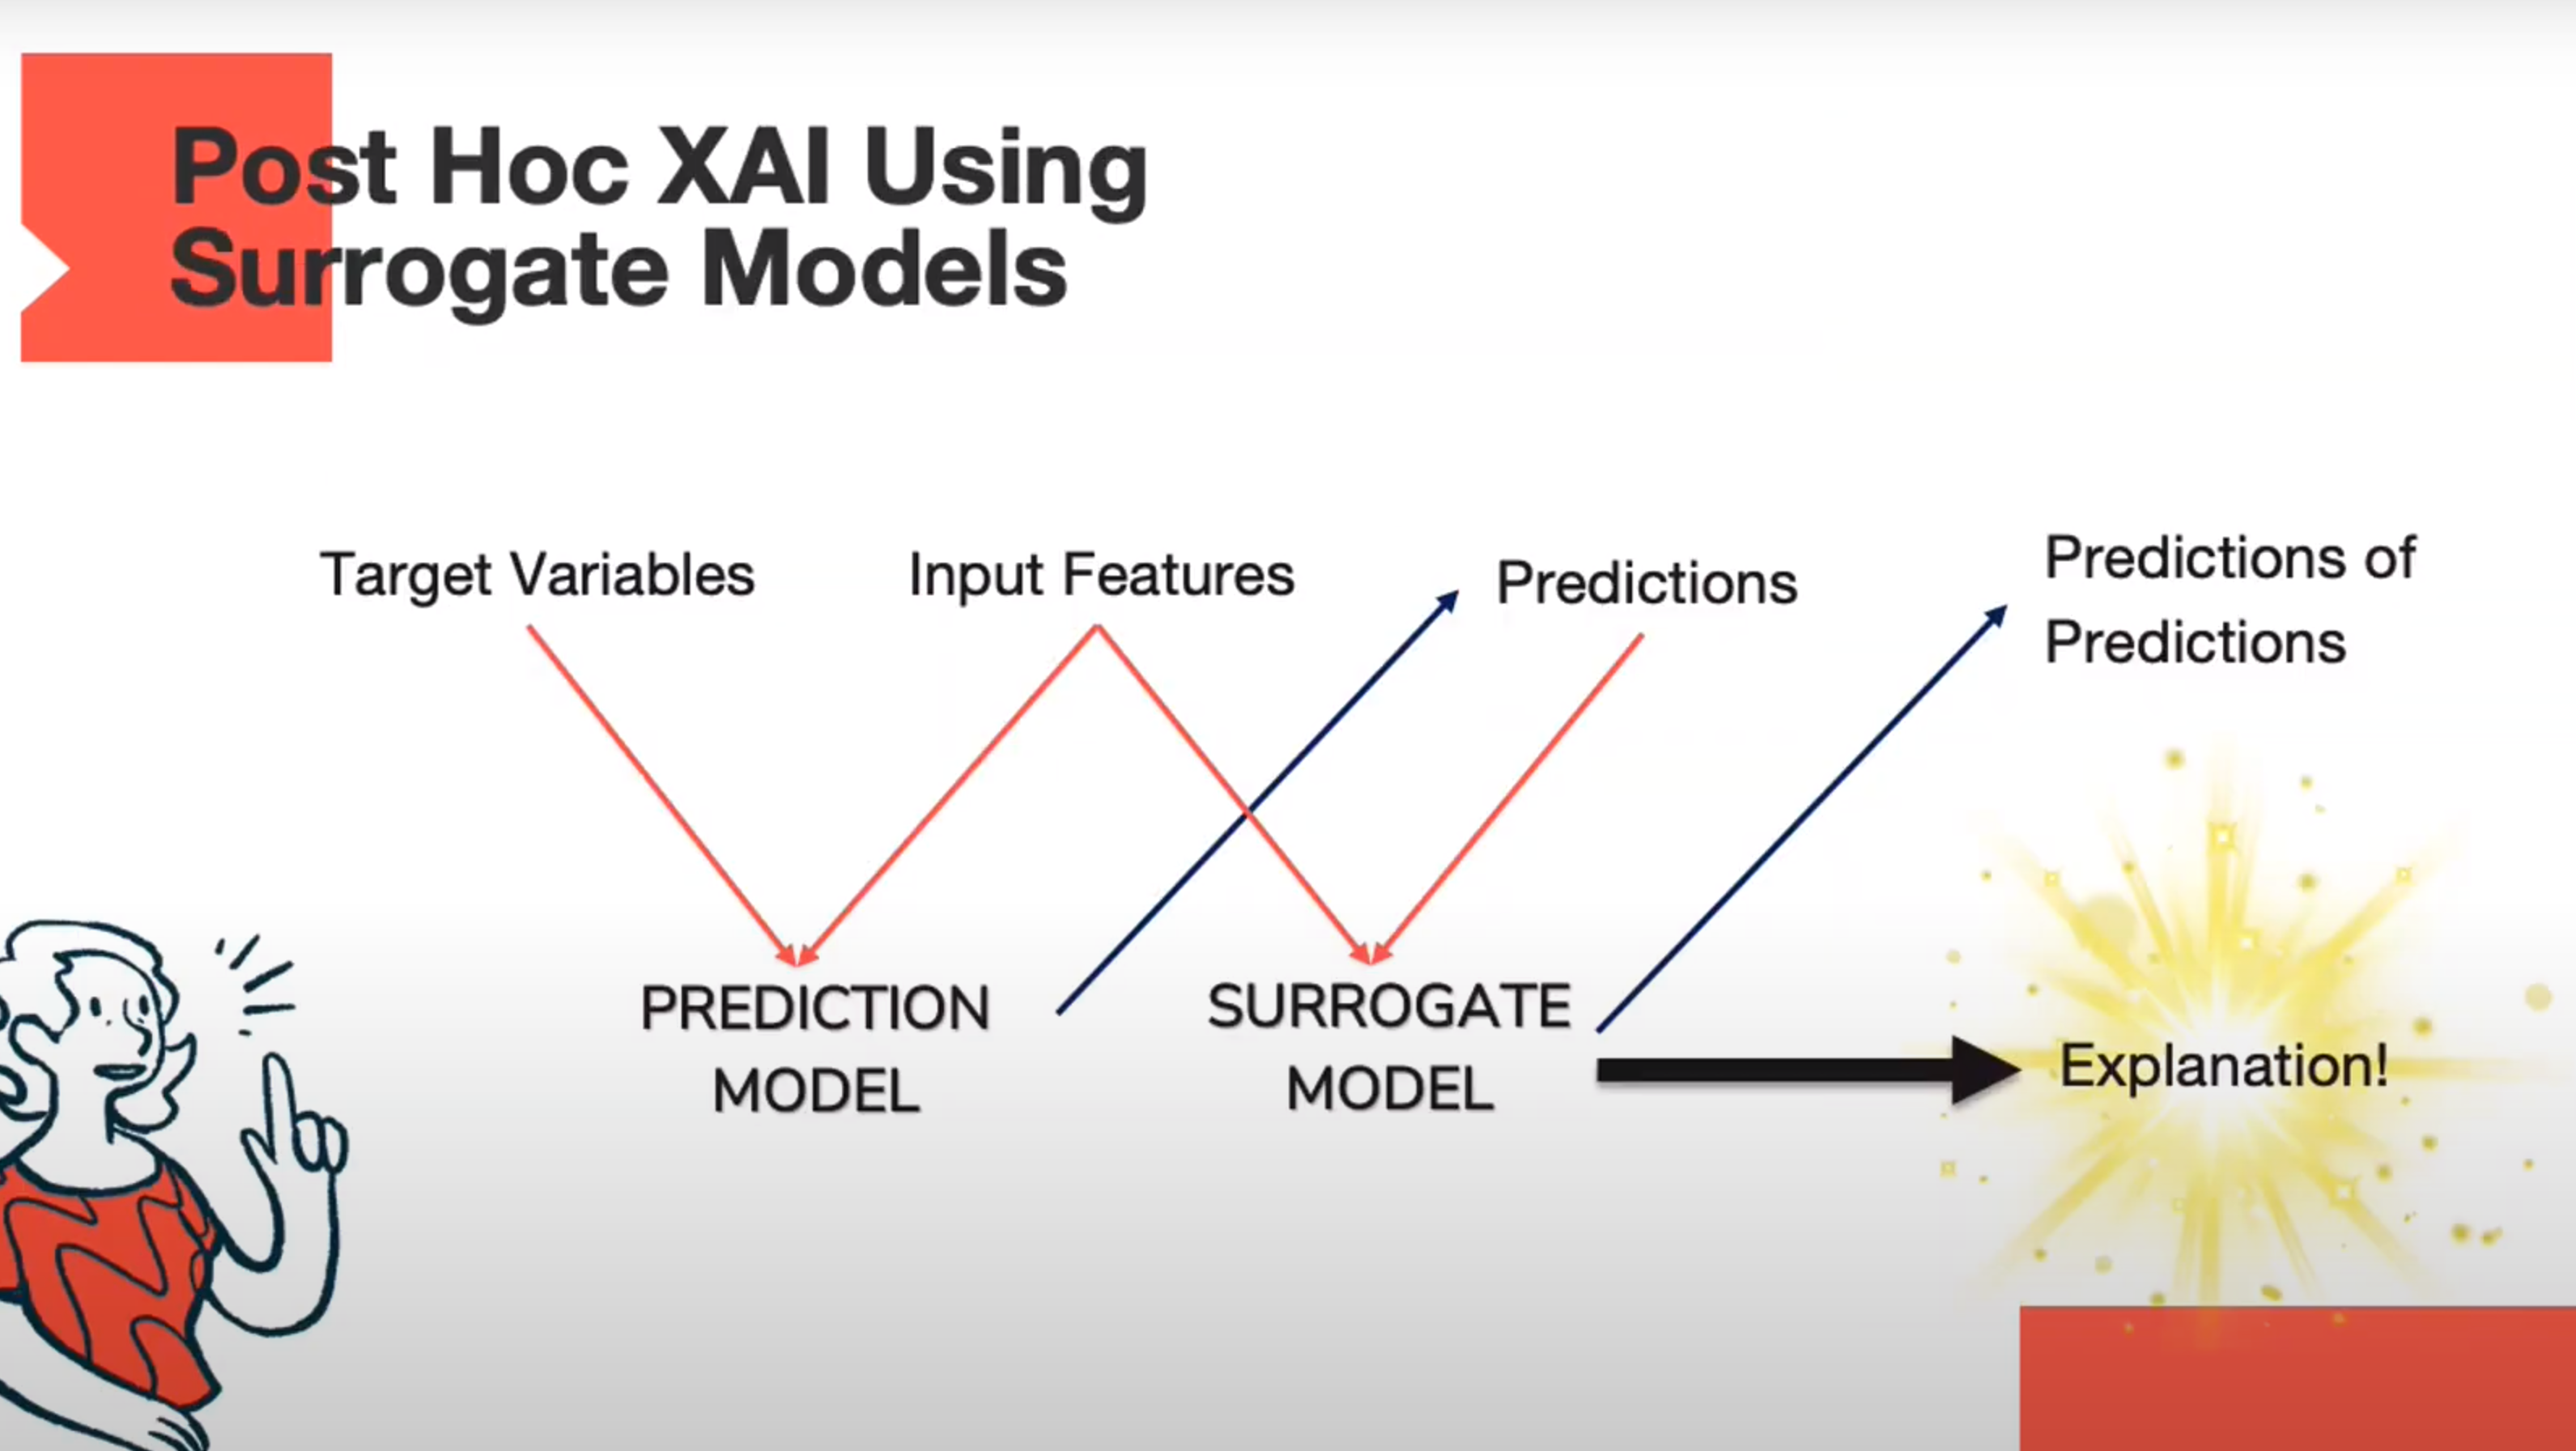 Post Hoc XAI Using
Surrogate Models
Target Variables
Input Features
Predictions
Predictions of
Predictions
PREDICTION
MODEL
SURROGATE
MODEL
Explanation!